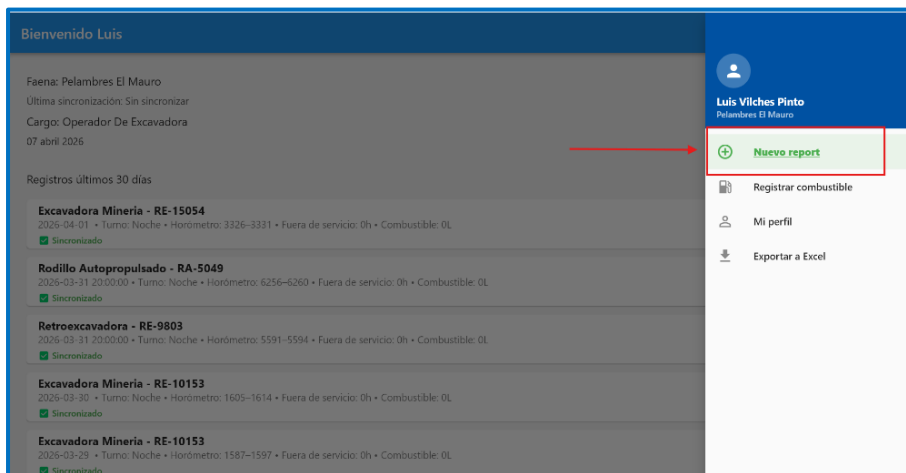 Bienvenido Luis
Faena: Pelambres El Mauro
Última sincronización: Sin sincronizar
Cargo: Operador De Excavadora
07 abril 2026
Registros últimos 30 días
Excavadora Mineria - RE-15054
2026-04-01 • Turno: Noche • Horómetro: 3326–3331 • Fuera de servicio: 0h • Combustible: 0L
Sincronizado
Rodillo Autopropulsado - RA-5049
2026-03-31 20:00:00 • Turno: Noche • Horómetro: 6256–6260 • Fuera de servicio: 0h • Combustible: 0L
Sincronizado
Retroexcavadora - RE-9803
2026-03-31 20:00:00 • Turno: Noche • Horómetro: 5591–5594 • Fuera de servicio: 0h • Combustible: 0L
Sincronizado
Excavadora Mineria - RE-10153
2026-03-30 • Turno: Noche • Horómetro: 1605–1614 • Fuera de servicio: 0h • Combustible: 0L
Sincronizado
Excavadora Mineria - RE-10153
2026-03-29 • Turno: Noche • Horómetro: 1587–1597 • Fuera de servicio: 0h • Combustible: 0L
Sincronizado
Luis Vilches Pinto
Pelambres El Mauro
Nuevo report
Registrar combustible
Mi perfil
Exportar a Excel